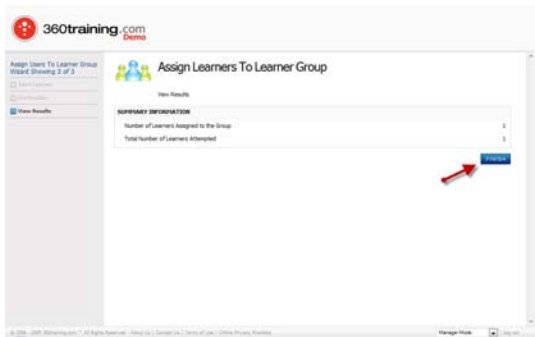 360training.com
Demo
Assign Users To Learner Group
Wizard Showing 3 of 3
View Results
Assign Learners To Learner Group
View Results
SUMMARY INFORMATION
Number of Learners Assigned to the Group
Total Number of Learners Attempted
FINISH
Manager Mode
Log out